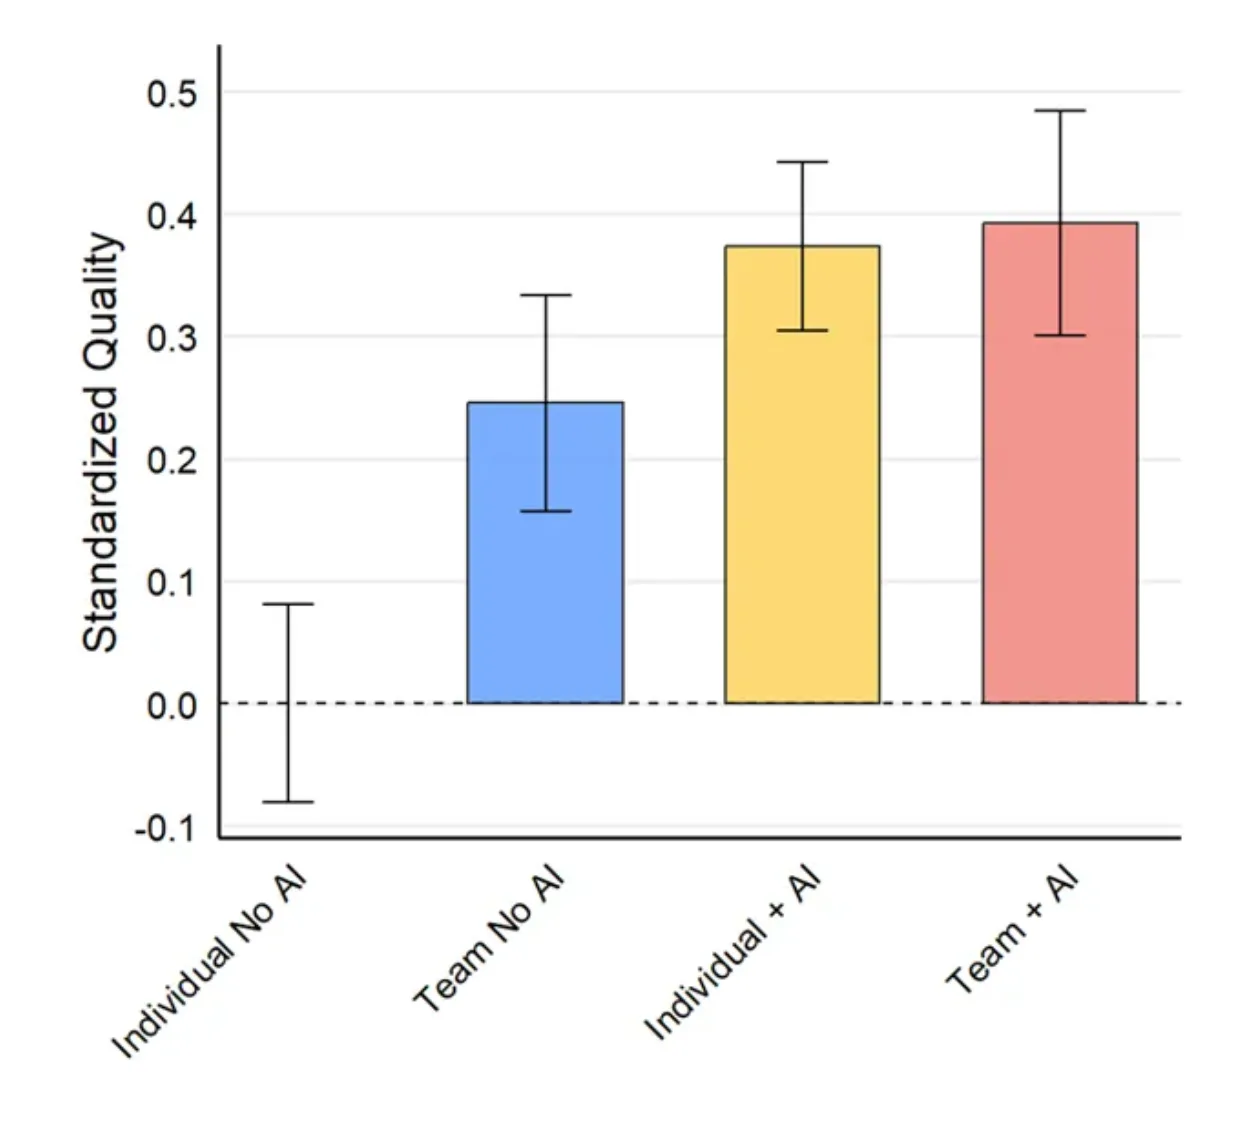 Standardized Quality
0.5
0.4
0.3
0.2
0.1
0.0
-0.1
Individual No AI
Team No AI
Individual + AI
Team + AI